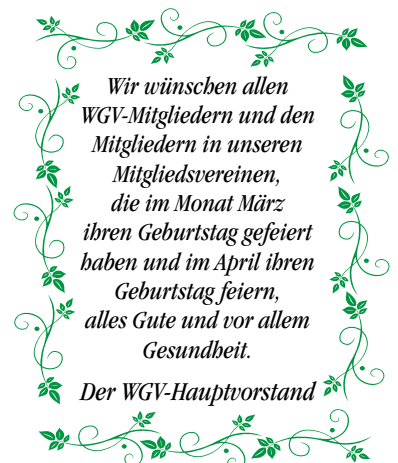 Wir wünschen allen
WGV-Mitgliedern und den
Mitgliedern in unseren
Mitgliedsvereinen,
die im Monat März
ihren Geburtstag gefeiert
haben und im April ihren
Geburtstag feiern,
alles Gute und vor allem
Gesundheit.
Der WGV-Hauptvorstand